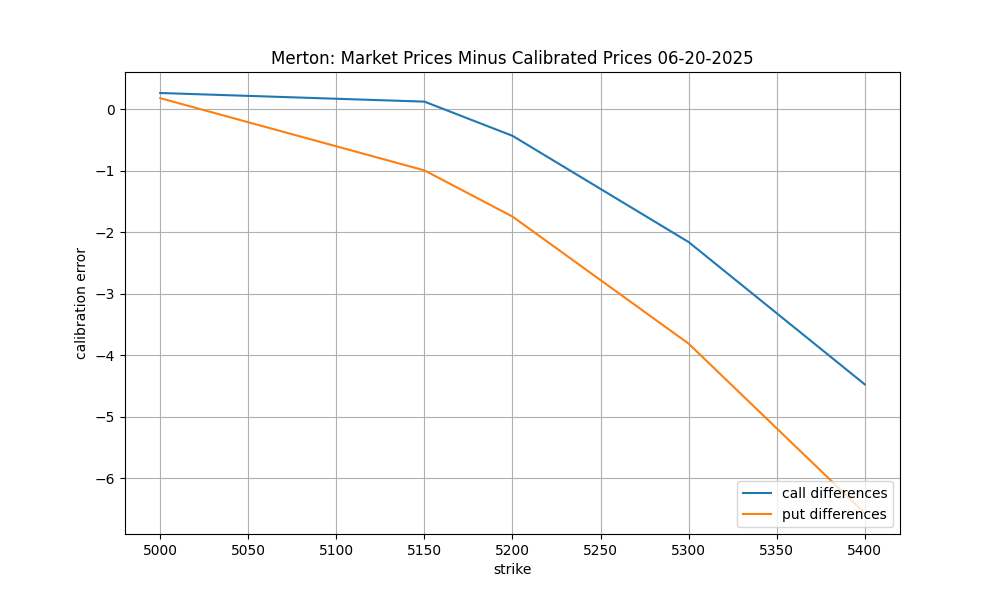 Merton: Market Prices Minus Calibrated Prices 06-20-2025
0
−1
−2
−3
−4
−5
−6
calibration error
5000 5050 5100 5150 5200 5250 5300 5350 5400
strike
call differences
put differences